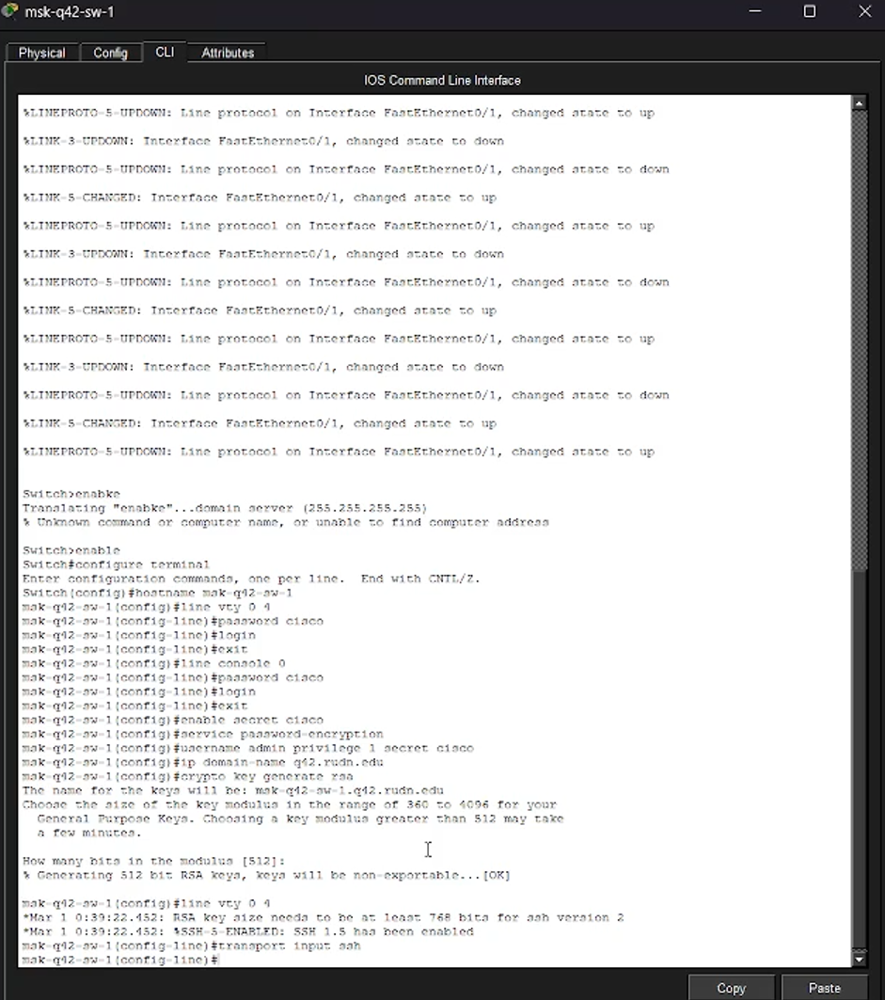 msk-q42-sw-1
Physical Config CLI Attributes
IOS Command Line Interface
%LINEPROTO-5-UPDOWN: Line protocol on Interface FastEthernet0/1, changed state to up
%LINK-3-UPDOWN: Interface FastEthernet0/1, changed state to down
%LINEPROTO-5-UPDOWN: Line protocol on Interface FastEthernet0/1, changed state to down
%LINK-5-CHANGED: Interface FastEthernet0/1, changed state to up
%LINEPROTO-5-UPDOWN: Line protocol on Interface FastEthernet0/1, changed state to up
%LINK-3-UPDOWN: Interface FastEthernet0/1, changed state to down
%LINEPROTO-5-UPDOWN: Line protocol on Interface FastEthernet0/1, changed state to down
%LINK-5-CHANGED: Interface FastEthernet0/1, changed state to up
%LINEPROTO-5-UPDOWN: Line protocol on Interface FastEthernet0/1, changed state to up
%LINK-3-UPDOWN: Interface FastEthernet0/1, changed state to down
%LINEPROTO-5-UPDOWN: Line protocol on Interface FastEthernet0/1, changed state to down
%LINK-5-CHANGED: Interface FastEthernet0/1, changed state to up
%LINEPROTO-5-UPDOWN: Line protocol on Interface FastEthernet0/1, changed state to up
Switch>enabke
Translating "enabke"...domain server (255.255.255.255)
% Unknown command or computer name, or unable to find computer address
Switch>enable
Switch#configure terminal
Enter configuration commands, one per line. End with CNTL/Z.
Switch(config)#hostname msk-q42-sw-1
msk-q42-sw-1(config)#line vty 0 4
msk-q42-sw-1(config-line)#password cisco
msk-q42-sw-1(config-line)#login
msk-q42-sw-1(config-line)#exit
msk-q42-sw-1(config)#line console 0
msk-q42-sw-1(config-line)#password cisco
msk-q42-sw-1(config-line)#login
msk-q42-sw-1(config-line)#exit
msk-q42-sw-1(config)#enable secret cisco
msk-q42-sw-1(config)#service password-encryption
msk-q42-sw-1(config)#username admin privilege 1 secret cisco
msk-q42-sw-1(config)#ip domain-name q42.rudn.edu
msk-q42-sw-1(config)#crypto key generate rsa
The name for the keys will be: msk-q42-sw-1.q42.rudn.edu
Choose the size of the key modulus in the range of 360 to 4096 for your
General Purpose Keys. Choosing a key modulus greater than 512 may take
a few minutes.
How many bits in the modulus [512]:
% Generating 512 bit RSA keys, keys will be non-exportable...[OK]
msk-q42-sw-1(config)#line vty 0 4
*Mar 1 0:39:22.452: RSA key size needs to be at least 768 bits for ssh version 2
*Mar 1 0:39:22.452: %SSH-5-ENABLED: SSH 1.5 has been enabled
msk-q42-sw-1(config-line)#transport input ssh
msk-q42-sw-1(config-line)#
Copy Paste